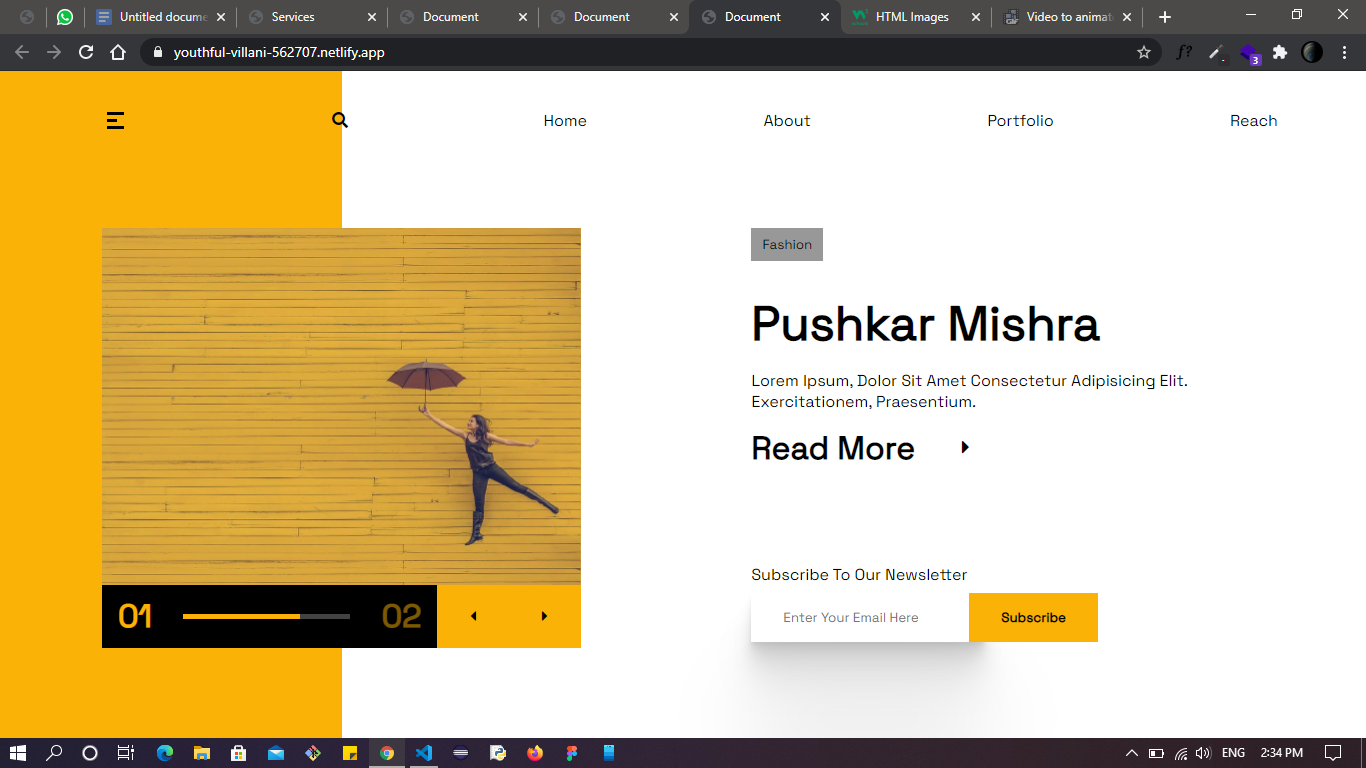 Untitled docume
Services
Document
Document
Document
HTML Images
Video to animat
youthful-villani-562707.netlify.app
f?
3
Home
About
Portfolio
Reach
Fashion
Pushkar Mishra
Lorem Ipsum, Dolor Sit Amet Consectetur Adipisicing Elit.
Exercitationem, Praesentium.
Read More
Subscribe To Our Newsletter
Enter Your Email Here
Subscribe
01
02
ENG
2:34 PM